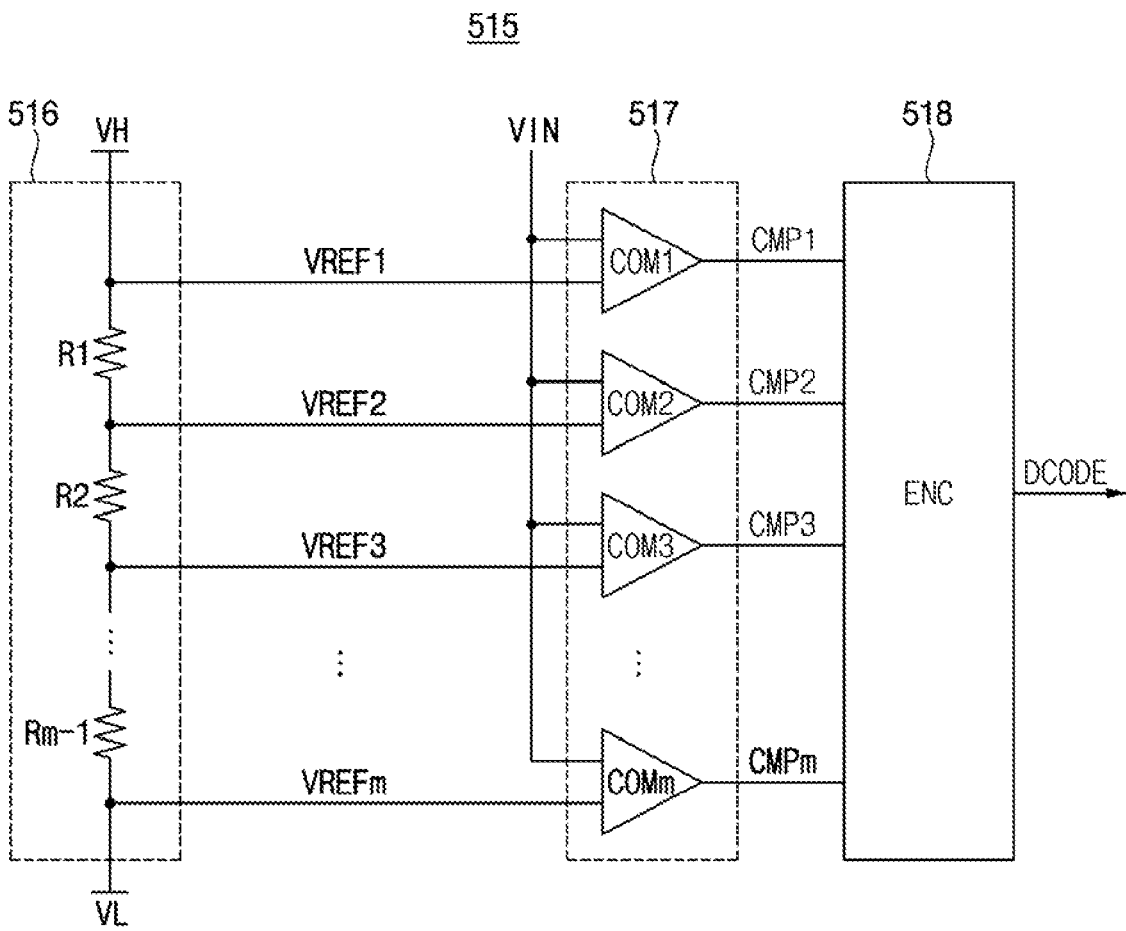 515
516
VH
VIN
517
518
VREF1
COM1
CMP1
R1
VREF2
COM2
CMP2
R2
VREF3
COM3
CMP3
ENC
DCODE
Rm-1
VREFm
COMm
CMPm
VL